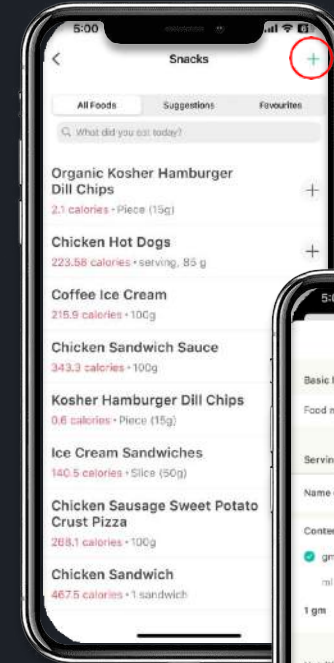 5:00
Snacks
All Foods Suggestions Favourites
What did you eat today?
Organic Kosher Hamburger
Dill Chips
2.1 calories • Piece (15g)
Chicken Hot Dogs
223.58 calories • serving, 85 g
Coffee Ice Cream
215.9 calories • 100g
Chicken Sandwich Sauce
343.3 calories • 100g
Kosher Hamburger Dill Chips
0.6 calories • Piece (15g)
Ice Cream Sandwiches
140.5 calories • Slice (50g)
Chicken Sausage Sweet Potato
Crust Pizza
268.1 calories • 100g
Chicken Sandwich
467.5 calories • 1 sandwich
5:
Basic
Food
Name
1 gm